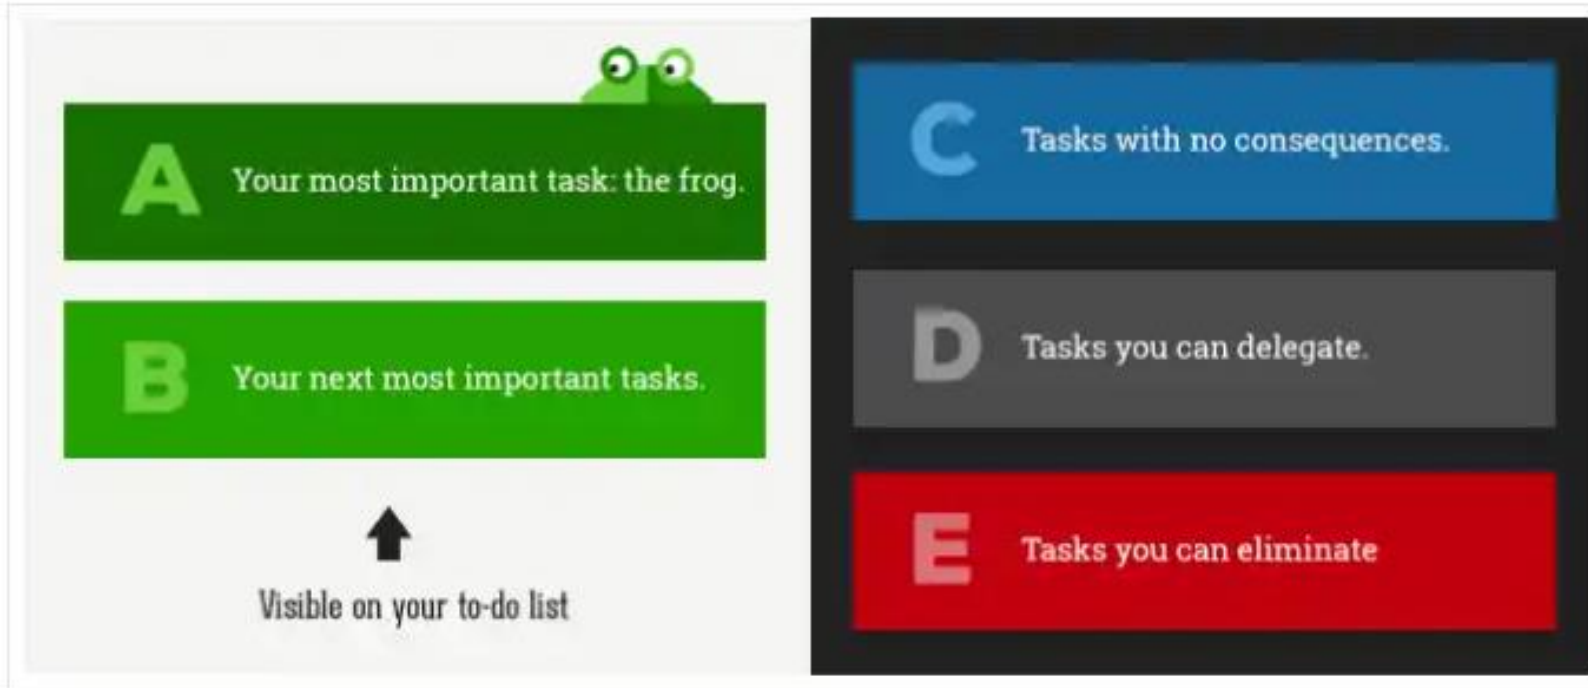 A
Your most important task: the frog.
B
Your next most important tasks.
Visible on your to-do list
C
Tasks with no consequences.
D
Tasks you can delegate.
E
Tasks you can eliminate